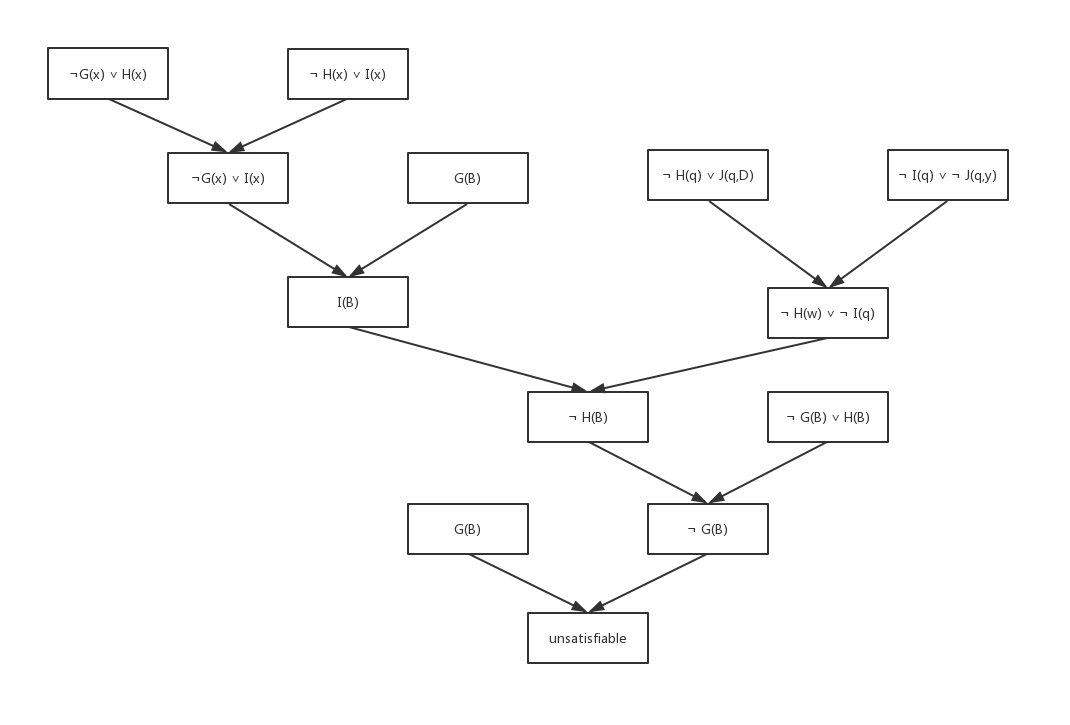 ¬G(x) ∨ H(x)
¬ H(x) ∨ I(x)
¬G(x) ∨ I(x)
G(B)
¬ H(q) ∨ J(q,D)
¬ I(q) ∨ ¬ J(q,y)
I(B)
¬ H(w) ∨ ¬ I(q)
¬ H(B)
¬ G(B) ∨ H(B)
G(B)
¬ G(B)
unsatisfiable